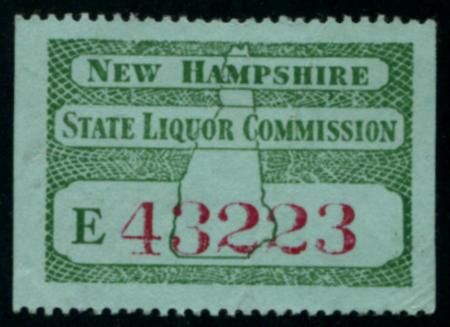 NEW HAMPSHIRE
STATE LIQUOR COMMISSION
E 43223